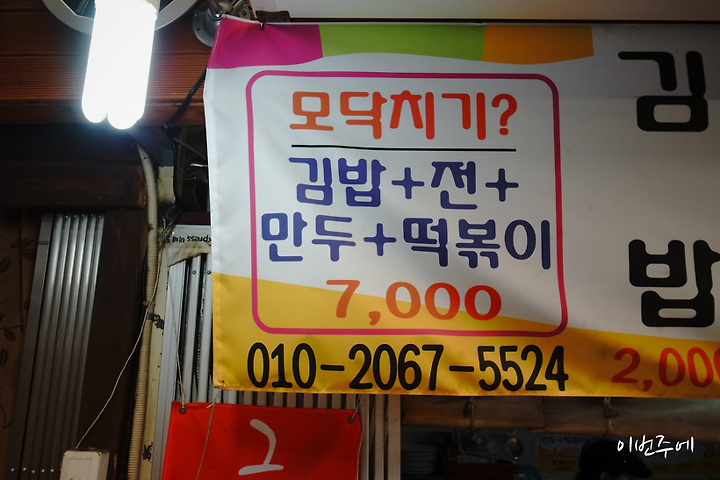 모닥치기?
김밥+전+
만두+떡볶이
7,000
010-2067-5524
김
밥
2,00
그
이번주에